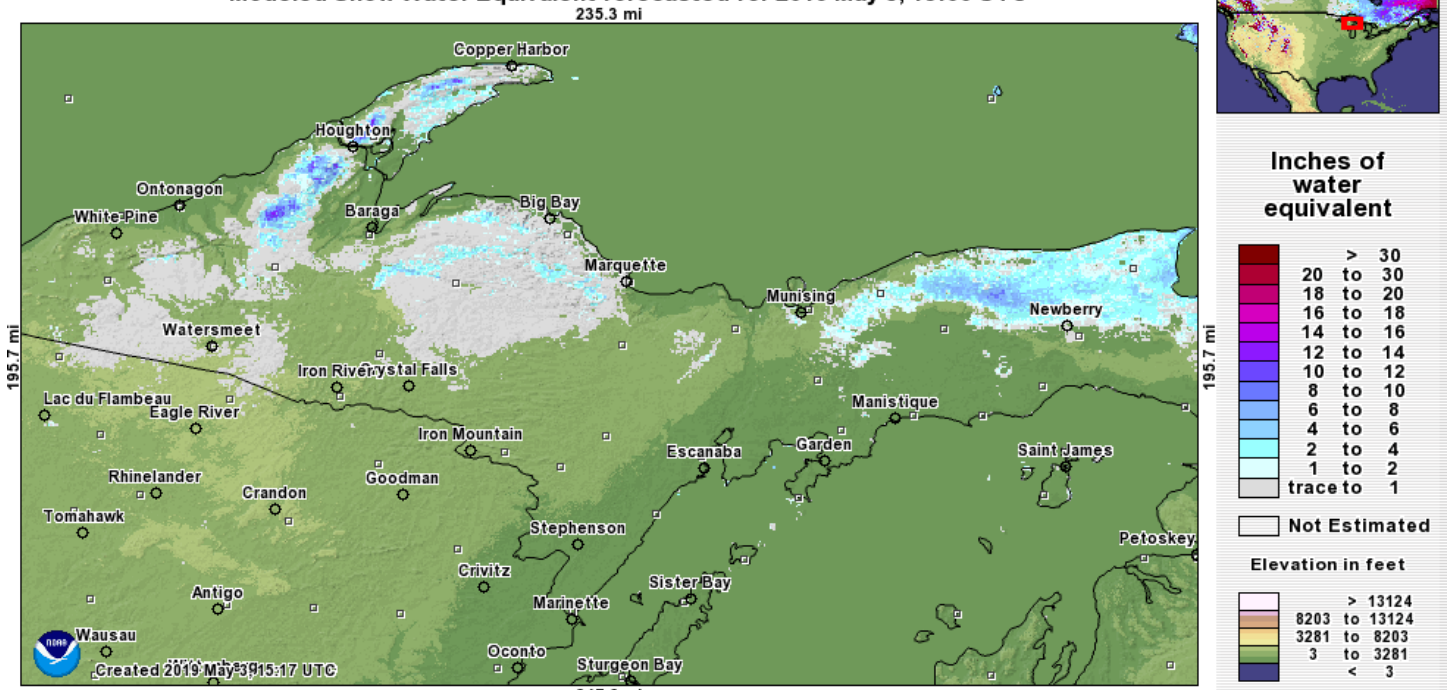 235.3 mi
Copper Harbor
Houghton
Ontonagon
White Pine
Baraga
Big Bay
Marquette
Munising
Newberry
Watersmeet
Iron River
Crystal Falls
Lac du Flambeau
Eagle River
Manistique
Iron Mountain
Escanaba
Garden
Saint James
Rhinelander
Crandon
Goodman
Tomahawk
Stephenson
Petoskey
Crivitz
Sister Bay
Antigo
Marinette
Wausau
Oconto
Sturgeon Bay
NOAA
Created 2019 May 3, 15:17 UTC
195.7 mi
195.7 mi
Inches of
water
equivalent
> 30
20 to 30
18 to 20
16 to 18
14 to 16
12 to 14
10 to 12
8 to 10
6 to 8
4 to 6
2 to 4
1 to 2
trace to 1
Not Estimated
Elevation in feet
> 13124
8203 to 13124
3281 to 8203
3 to 3281
< 3